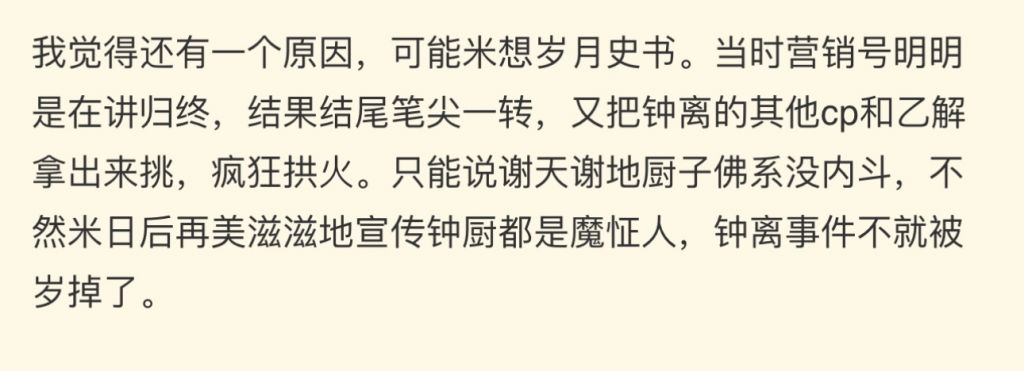 我觉得还有一个原因，可能米想岁月史书。当时营销号明明
是在讲归终，结果结尾笔尖一转，又把钟离的其他cp和乙解
拿出来挑，疯狂拱火。只能说谢天谢地厨子佛系没内斗，不
然米日后再美滋滋地宣传钟厨都是魔怔人，钟离事件不就被
岁掉了。